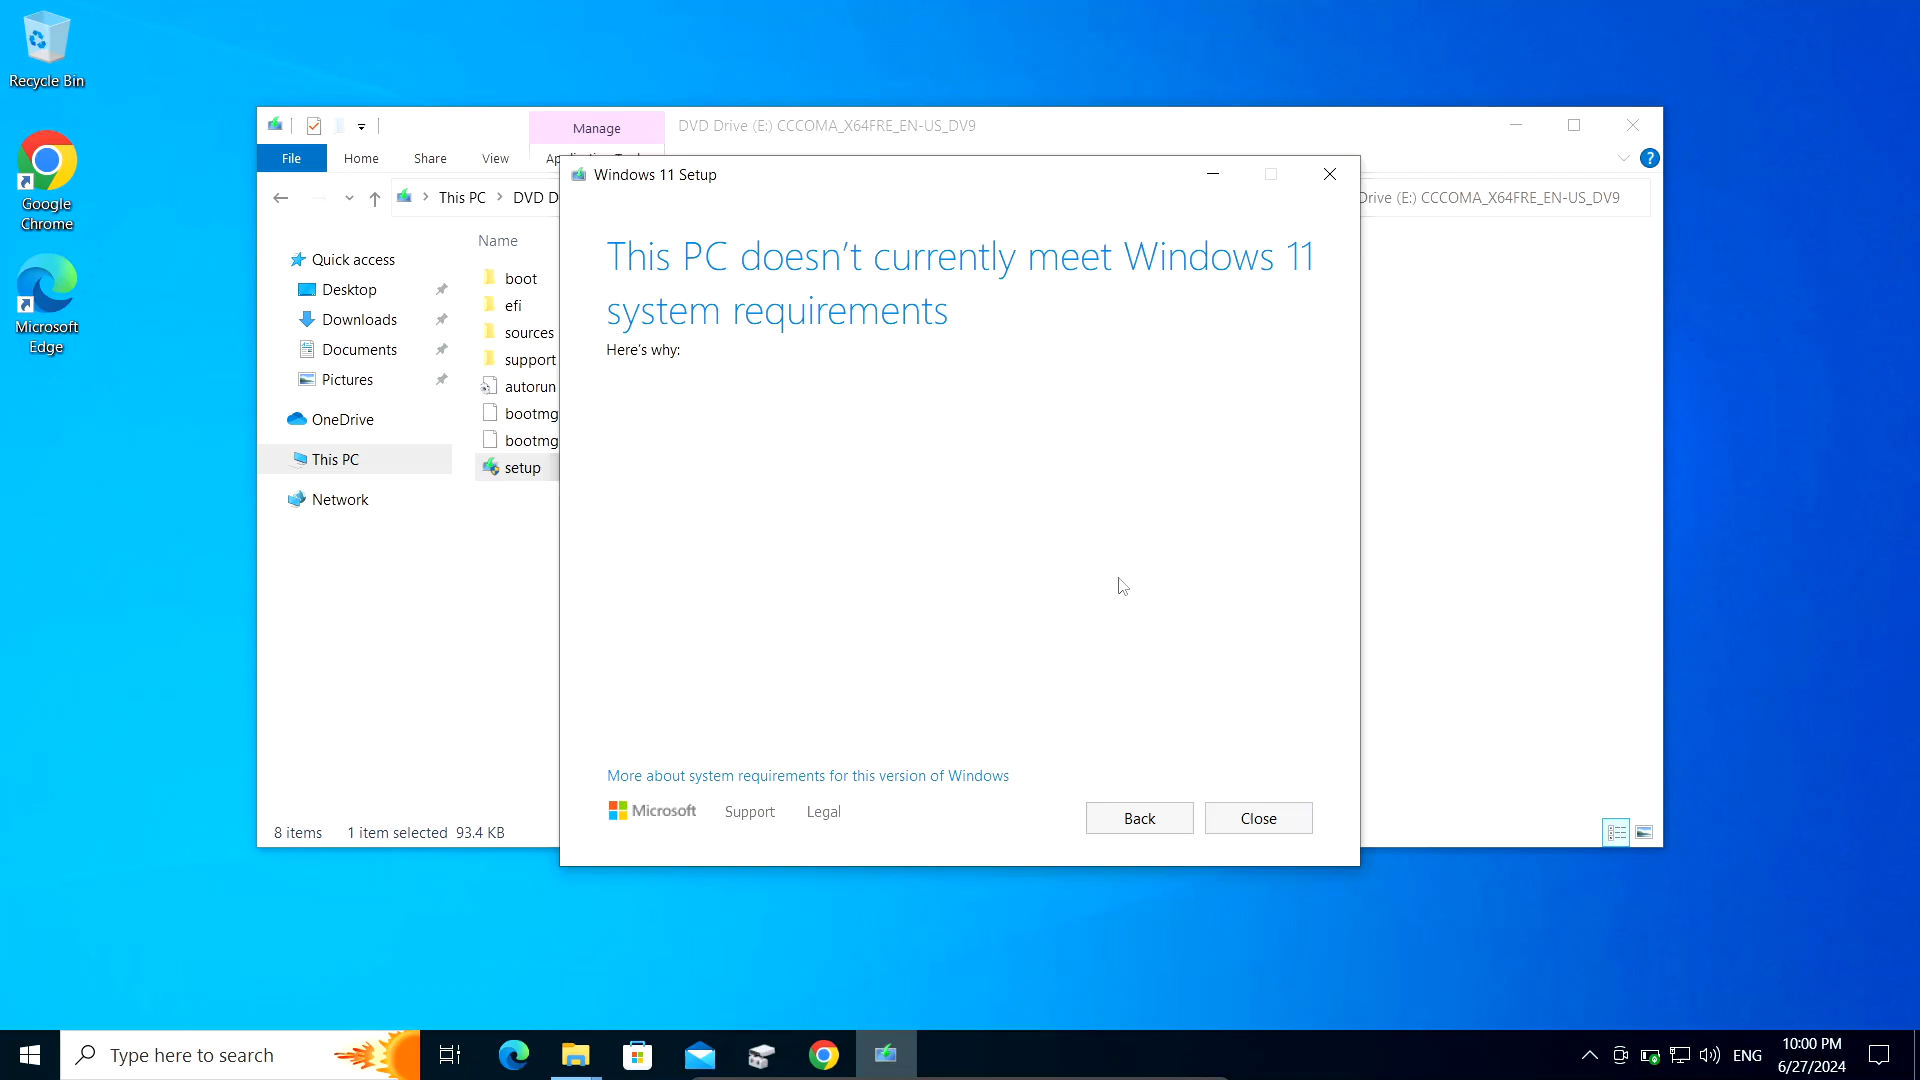 Recycle Bin
Google
Chrome
Microsoft
Edge
Manage
DVD Drive (E:) CCCOMA_X64FRE_EN-US_DV9
File
Home
Share
View
This PC
DVD D
Drive (E:) CCCOMA_X64FRE_EN-US_DV9
Quick access
Desktop
Downloads
Documents
Pictures
OneDrive
This PC
Network
Name
boot
efi
sources
support
autorun
bootmg
bootmg
setup
8 items
1 item selected 93.4 KB
Windows 11 Setup
This PC doesn't currently meet Windows 11
system requirements
Here's why:
More about system requirements for this version of Windows
Microsoft
Support
Legal
Back
Close
Type here to search
ENG
10:00 PM
6/27/2024